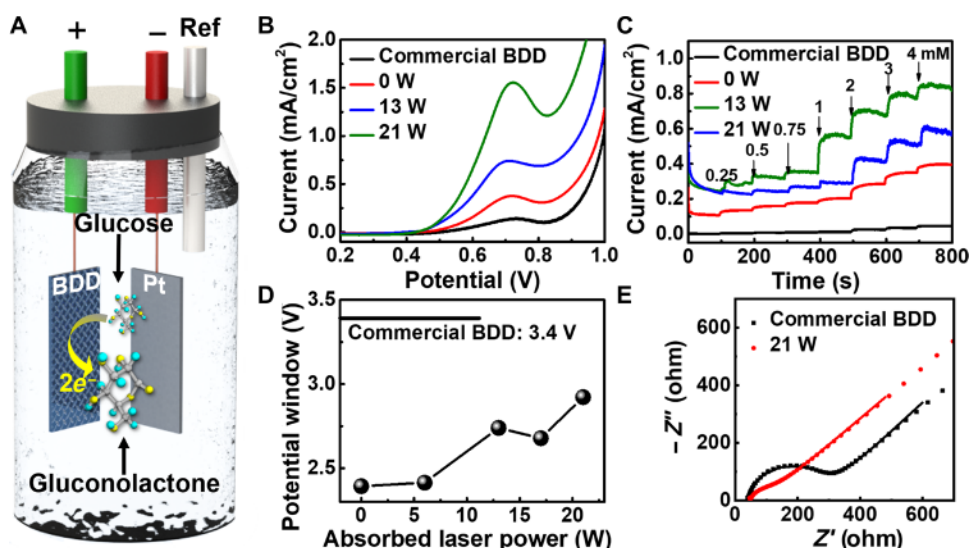 A
+
−
Ref
Glucose
BDD
Pt
2e⁻
Gluconolactone
B
2.0
1.5
1.0
0.5
0.0
Current (mA/cm²)
Commercial BDD
0 W
13 W
21 W
0.2 0.4 0.6 0.8 1.0
Potential (V)
C
1.2
1.0
0.8
0.6
0.4
0.2
0.0
Current (mA/cm²)
Commercial BDD
0 W
13 W
21 W
0.25
0.5
0.75
1
2
3
4 mM
0 200 400 600 800
Time (s)
D
3.5
3.0
2.5
Potential window (V)
Commercial BDD: 3.4 V
0 5 10 15 20
Absorbed laser power (W)
E
600
400
200
0
− Z″ (ohm)
Commercial BDD
21 W
0 200 400 600 800
Z′ (ohm)